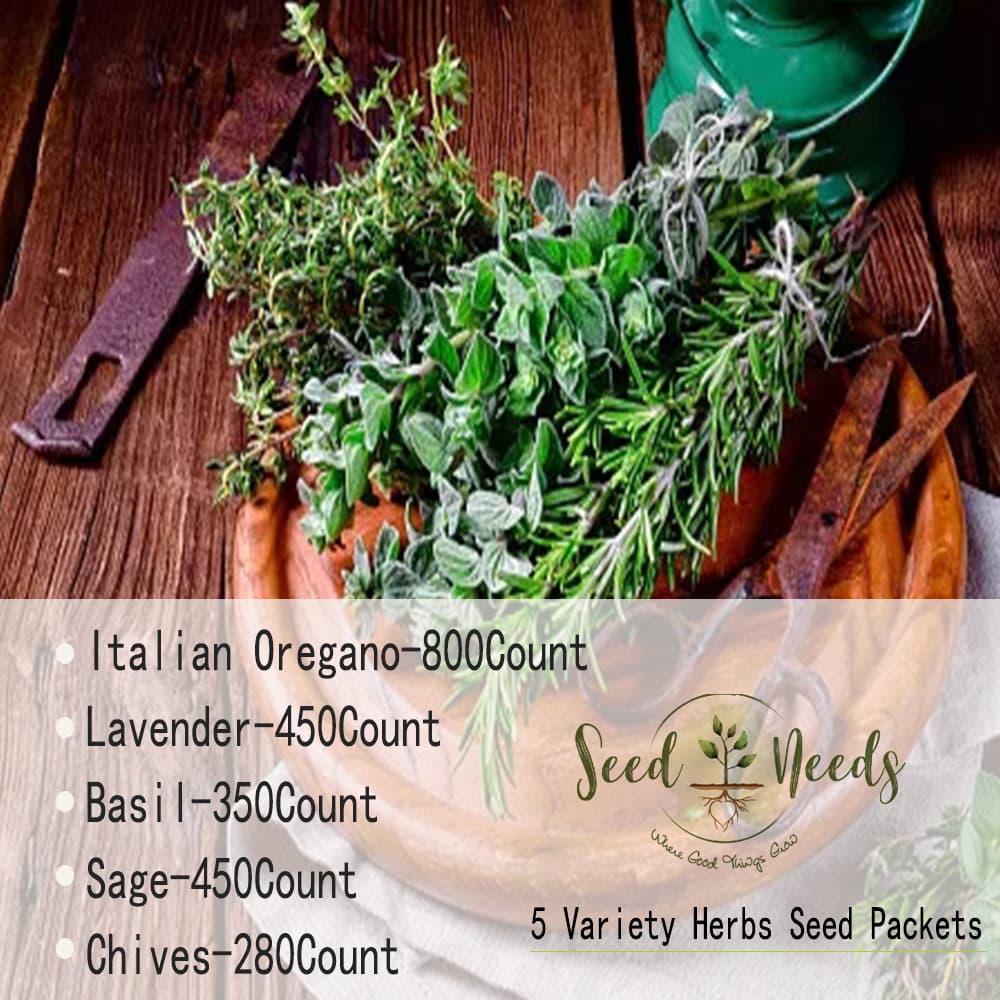 Italian Oregano-800Count
Lavender-450Count
Basil-350Count
Sage-450Count
Chives-280Count
Seed Needs
Where Good Things Grow
5 Variety Herbs Seed Packets